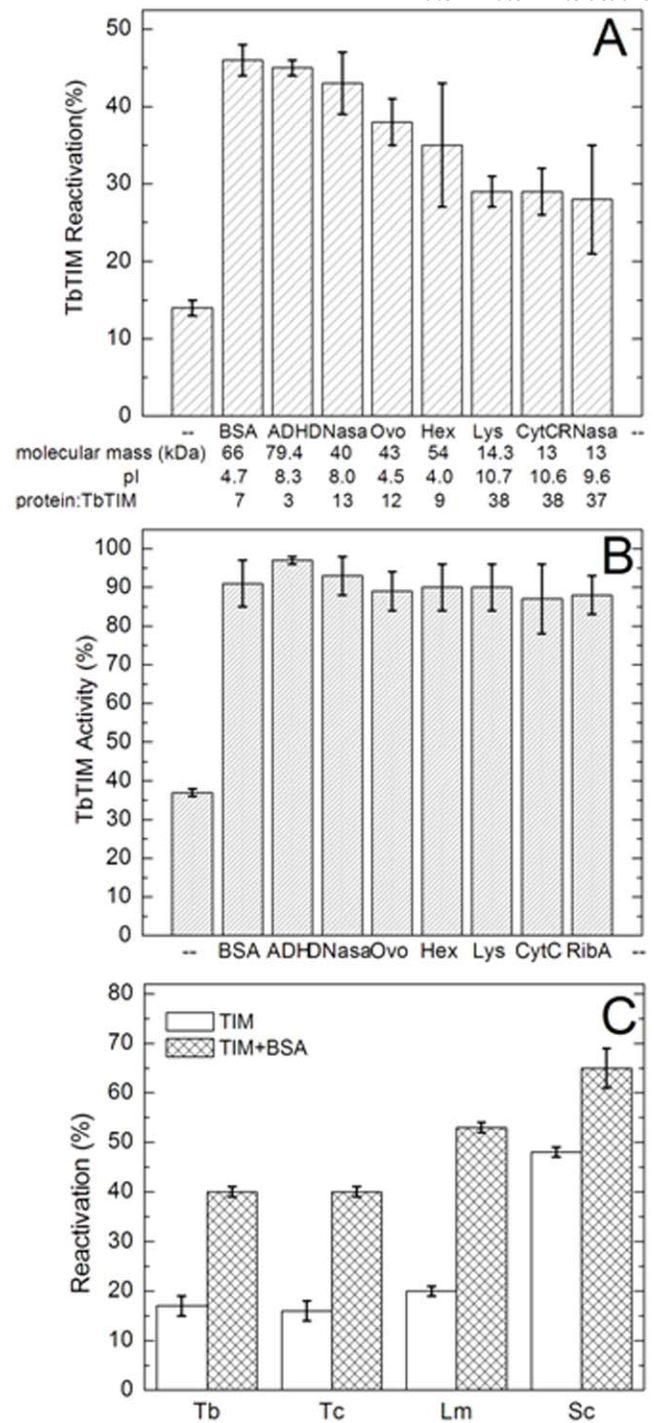 A
50
40
30
20
10
0
TbTIM Reactivation(%)
-- BSA ADH DNasa Ovo Hex Lys CytC RNasa --
molecular mass (kDa) 66 79.4 40 43 54 14.3 13 13
pI 4.7 8.3 8.0 4.5 4.0 10.7 10.6 9.6
protein:TbTIM 7 3 13 12 9 38 38 37
B
100
90
80
70
60
50
40
30
20
10
0
TbTIM Activity (%)
-- BSA ADH DNasa Ovo Hex Lys CytC RibA --
C
80
70
60
50
40
30
20
10
0
Reactivation (%)
TIM
TIM+BSA
Tb Tc Lm Sc